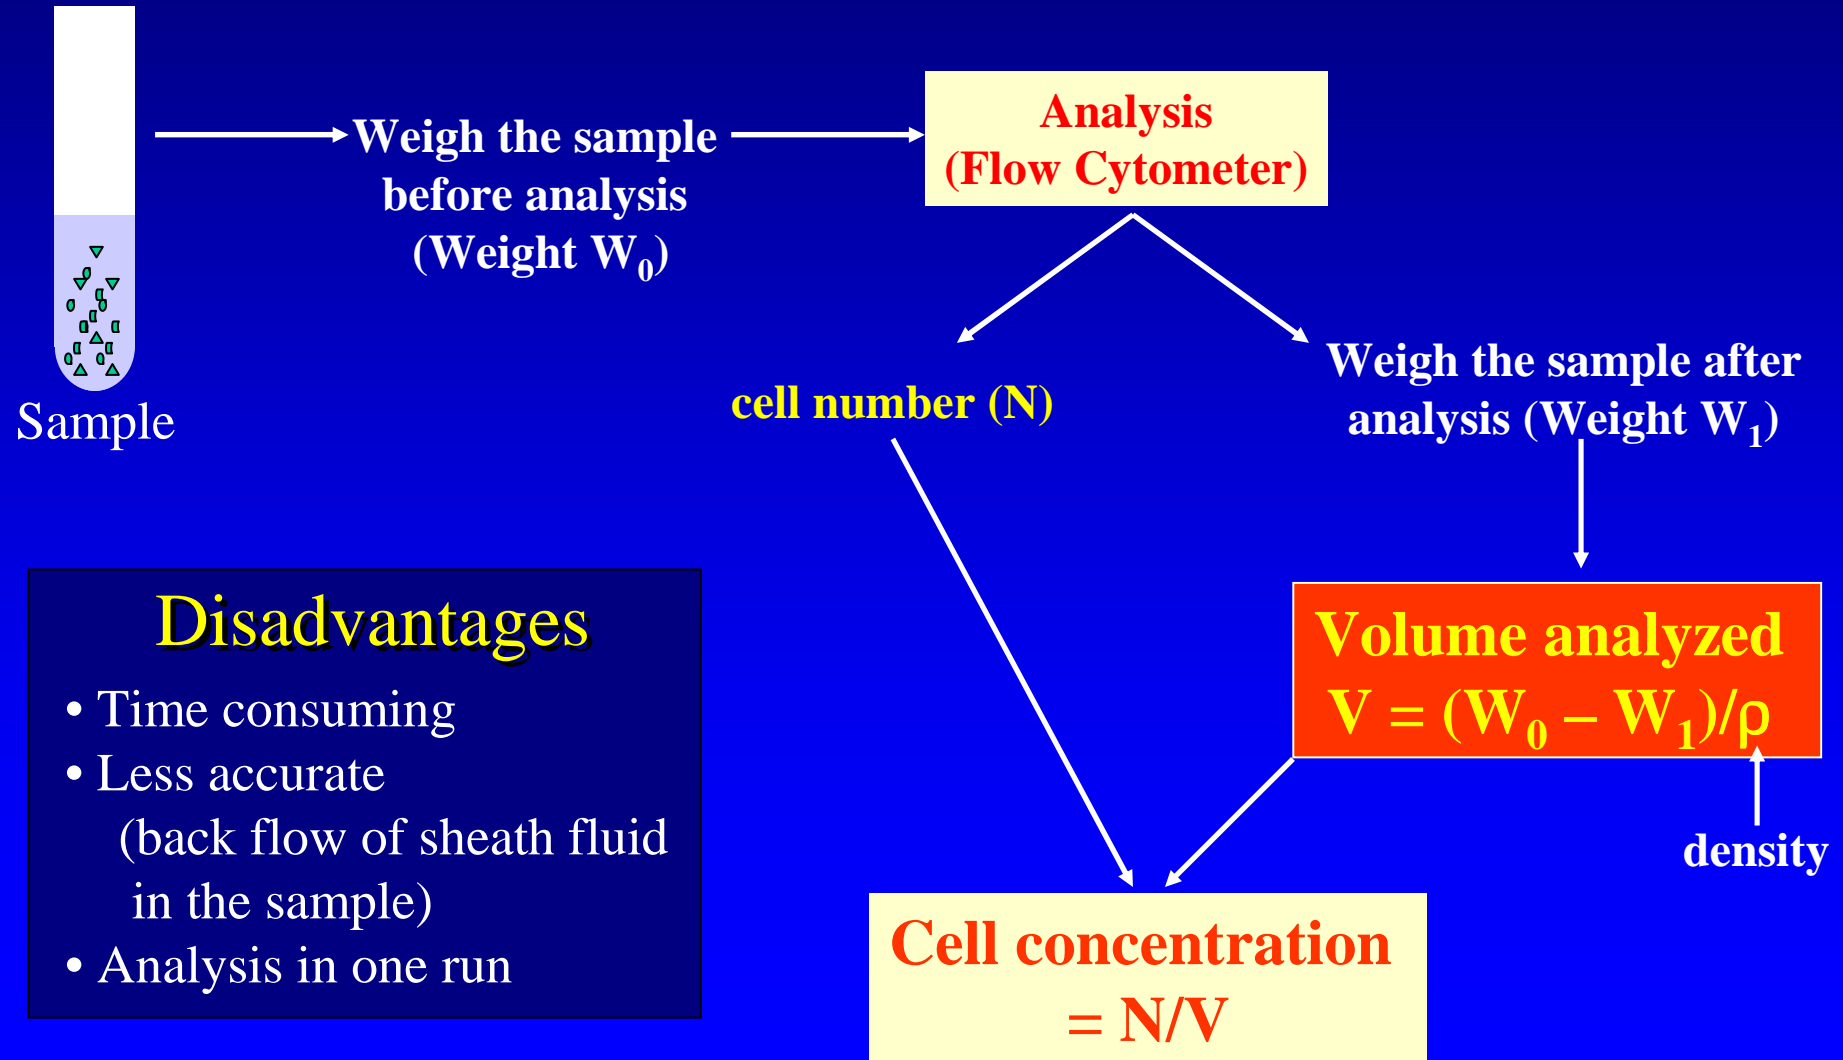 Sample
Weigh the sample
before analysis
(Weight W₀)
Analysis
(Flow Cytometer)
cell number (N)
Weigh the sample after
analysis (Weight W₁)
Volume analyzed
V = (W₀ – W₁)/ρ
density
Cell concentration
= N/V
Disadvantages
• Time consuming
• Less accurate
(back flow of sheath fluid
in the sample)
• Analysis in one run